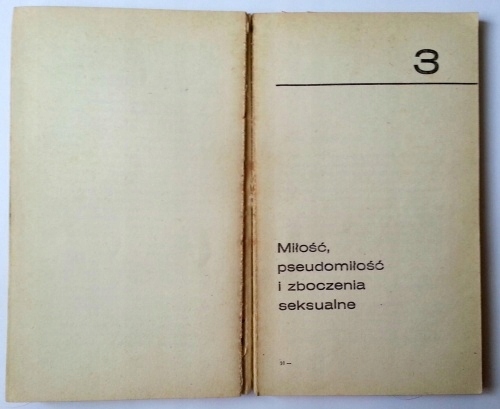 3
Miłość,
pseudomiłość
i zboczenia
seksualne